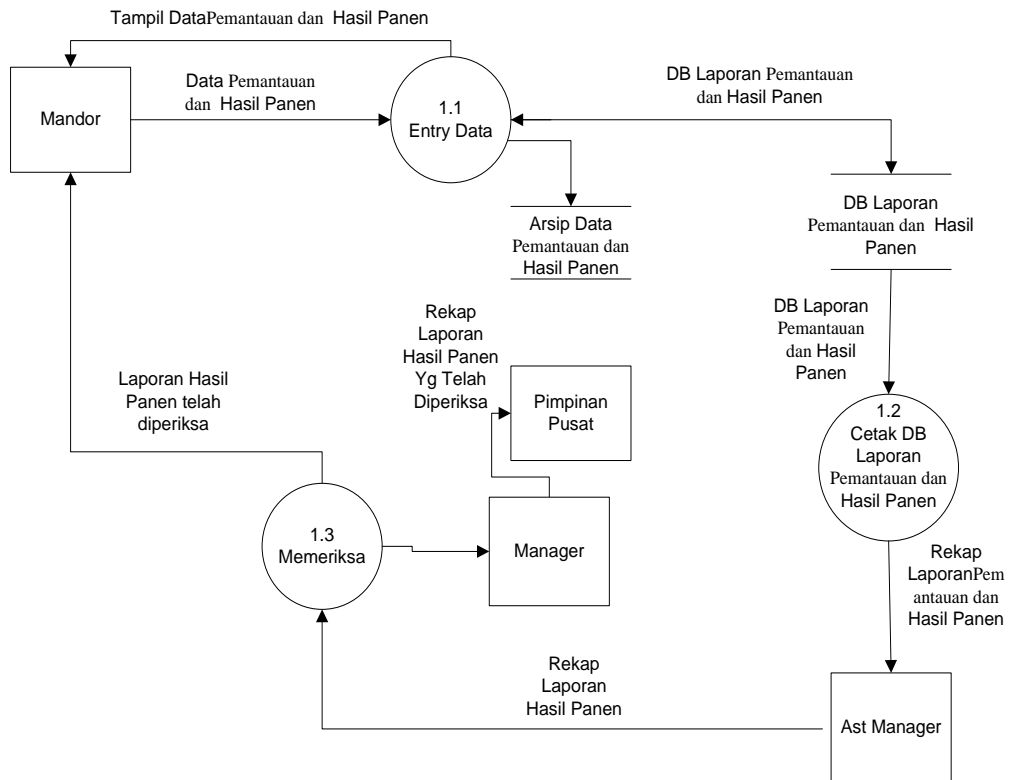 Tampil DataPemantauan dan Hasil Panen
Mandor
Data Pemantauan
dan Hasil Panen
1.1
Entry Data
DB Laporan Pemantauan
dan Hasil Panen
Arsip Data
Pemantauan dan
Hasil Panen
DB Laporan
Pemantauan dan Hasil
Panen
DB Laporan
Pemantauan
dan Hasil
Panen
Rekap
Laporan
Hasil Panen
Yg Telah
Diperiksa
Laporan Hasil
Panen telah
diperiksa
Pimpinan
Pusat
1.2
Cetak DB
Laporan
Pemantauan dan
Hasil Panen
1.3
Memeriksa
Manager
Rekap
LaporanPem
antauan dan
Hasil Panen
Rekap
Laporan
Hasil Panen
Ast Manager